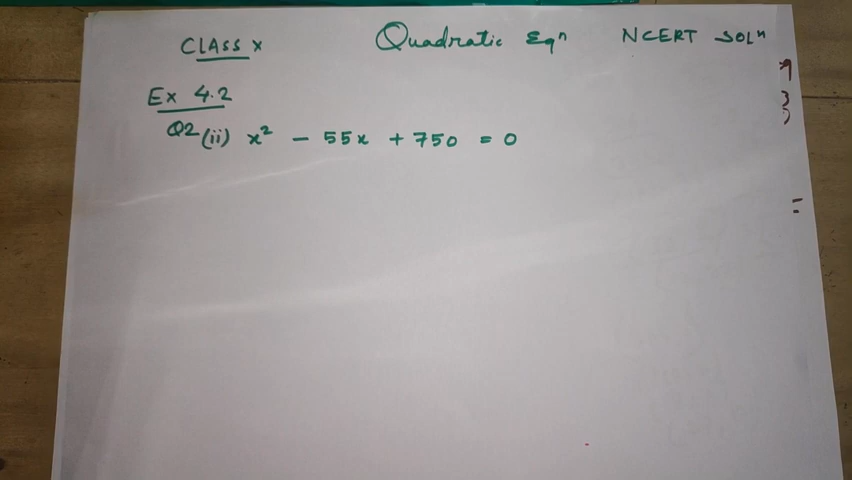 CLASS X Quadratic Eqⁿ NCERT SOLⁿ
Ex 4.2
Q2 (ii) x² - 55x + 750 = 0